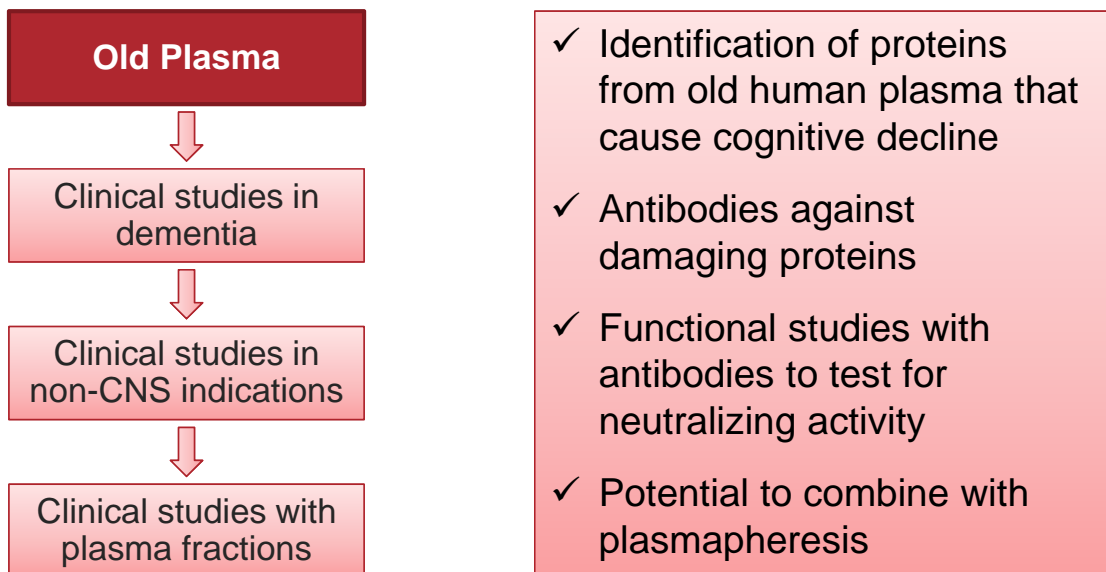 Old Plasma
Clinical studies in
dementia
Clinical studies in
non-CNS indications
Clinical studies with
plasma fractions
✓ Identification of proteins
from old human plasma that
cause cognitive decline
✓ Antibodies against
damaging proteins
✓ Functional studies with
antibodies to test for
neutralizing activity
✓ Potential to combine with
plasmapheresis